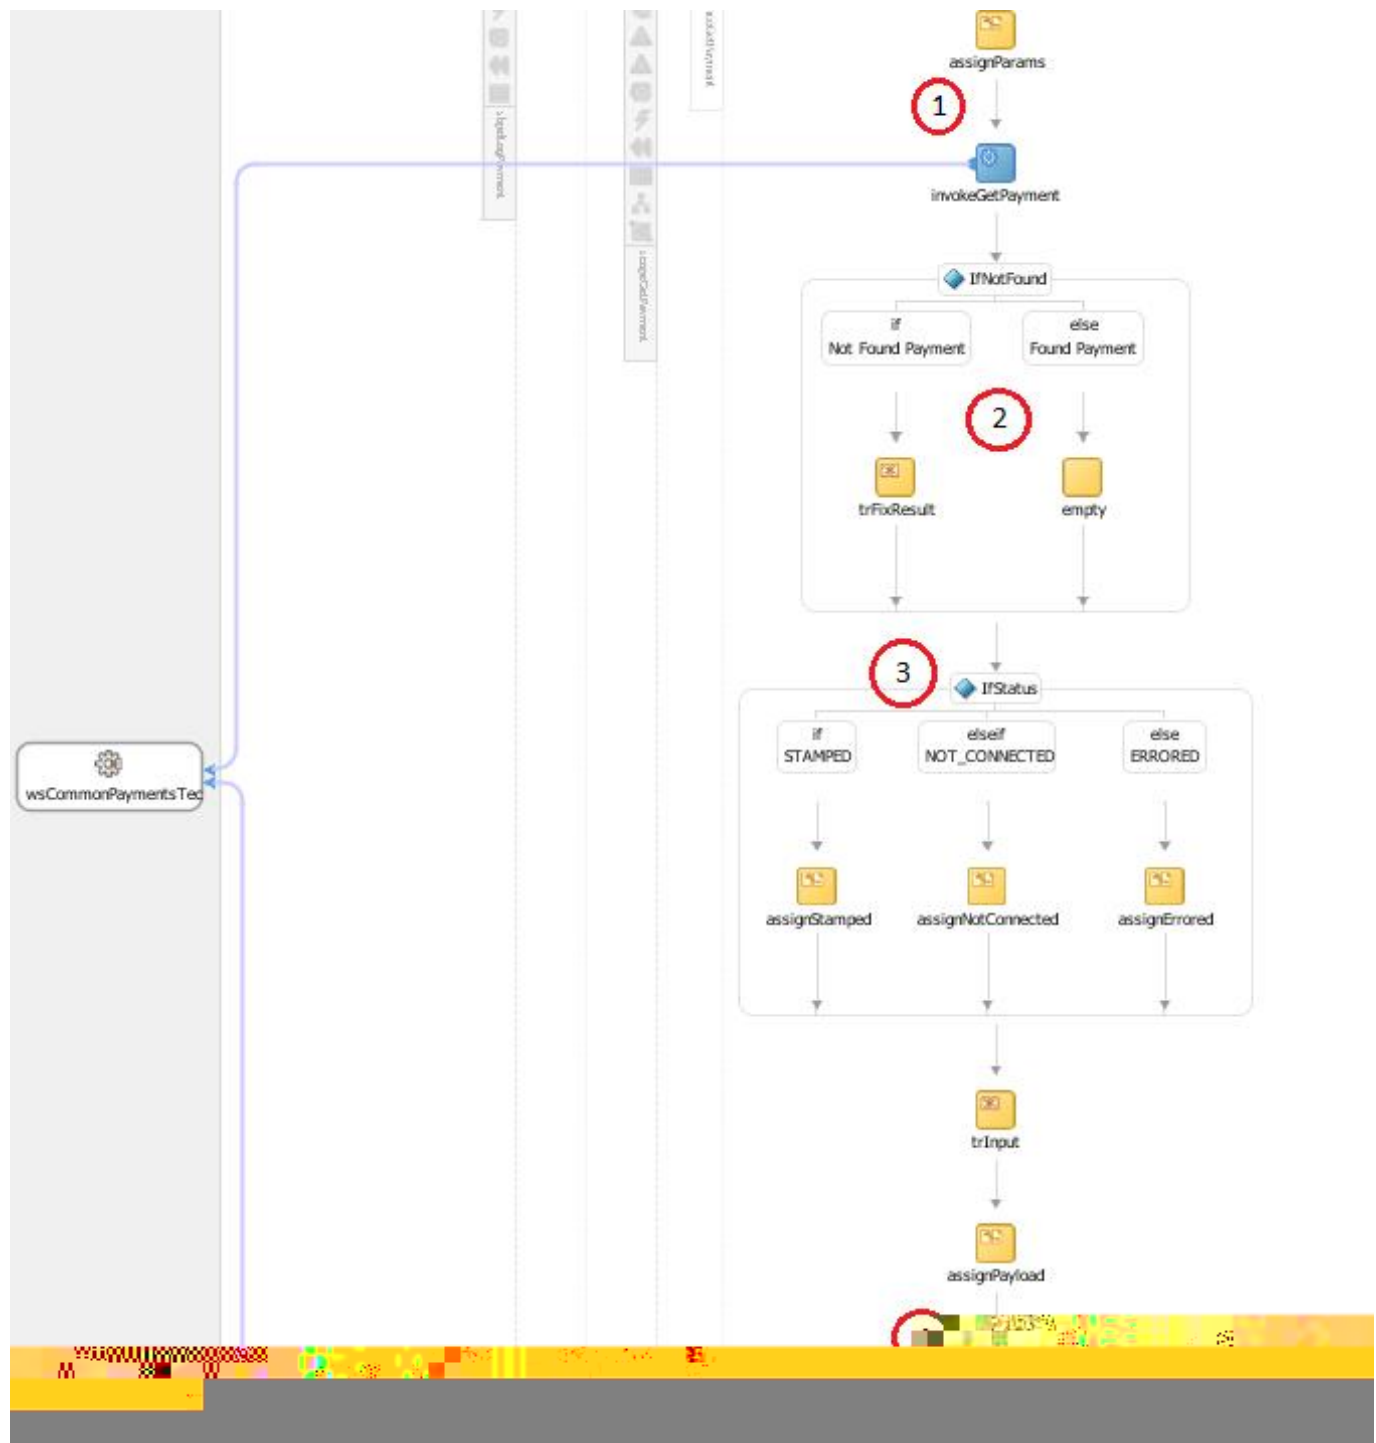 assignParams
1
invokeGetPayment
IfNotFound
if
Not Found Payment
else
Found Payment
2
trFixResult
empty
3
IfStatus
if
STAMPED
elseif
NOT_CONNECTED
else
ERRORED
wsCommonPaymentsTec
assignStamped
assignNotConnected
assignErrored
trInput
assignPayload